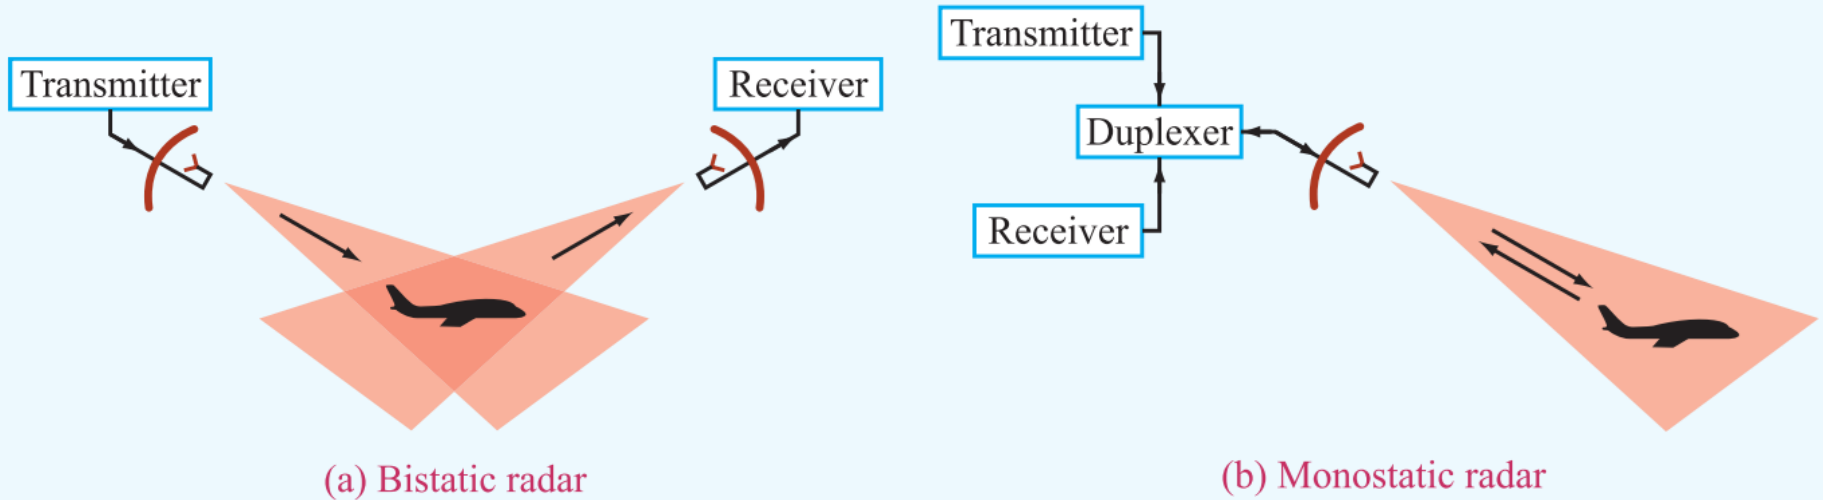 Transmitter
Receiver
(a) Bistatic radar
Transmitter
Duplexer
Receiver
(b) Monostatic radar